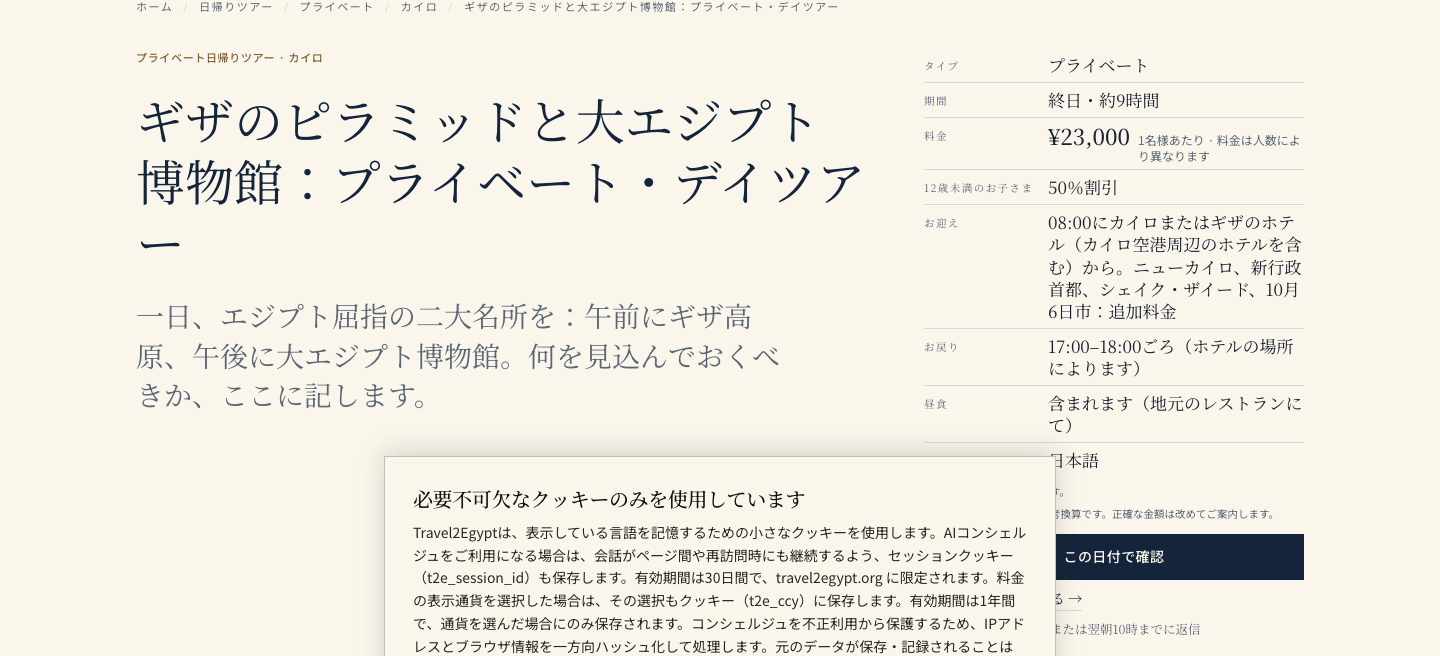 ホーム / 日帰りツアー / プライベート / カイロ / ギザのピラミッドと大エジプト博物館：プライベート・デイツアー
プライベート日帰りツアー · カイロ
ギザのピラミッドと大エジプト
博物館：プライベート・デイツア
ー
一日、エジプト屈指の二大名所を：午前にギザ高
原、午後に大エジプト博物館。何を見込んでおくべ
きか、ここに記します。
タイプ プライベート
期間 終日・約9時間
料金 ¥23,000 1名様あたり · 料金は人数によ
り異なります
12歳未満のお子さま 50%割引
お迎え 08:00にカイロまたはギザのホテ
ル（カイロ空港周辺のホテルを含
む）から。ニューカイロ、新行政
首都、シェイク・ザイード、10月
6日市：追加料金
お戻り 17:00–18:00ごろ（ホテルの場所
によります）
昼食 含まれます（地元のレストランに
て）
日本語
す。
換算です。正確な金額は改めてご案内します。
この日付で確認
る →
または翌朝10時までに返信
必要不可欠なクッキーのみを使用しています
Travel2Egyptは、表示している言語を記憶するための小さなクッキーを使用します。AIコンシェル
ジュをご利用になる場合は、会話がページ間や再訪問時にも継続するよう、セッションクッキー
（t2e_session_id）も保存します。有効期間は30日間で、travel2egypt.org に限定されます。料金
の表示通貨を選択した場合は、その選択もクッキー（t2e_ccy）に保存します。有効期間は1年間
で、通貨を選んだ場合にのみ保存されます。コンシェルジュを不正利用から保護するため、IPアド
レスとブラウザ情報を一方向ハッシュ化して処理します。元のデータが保存・記録されることは